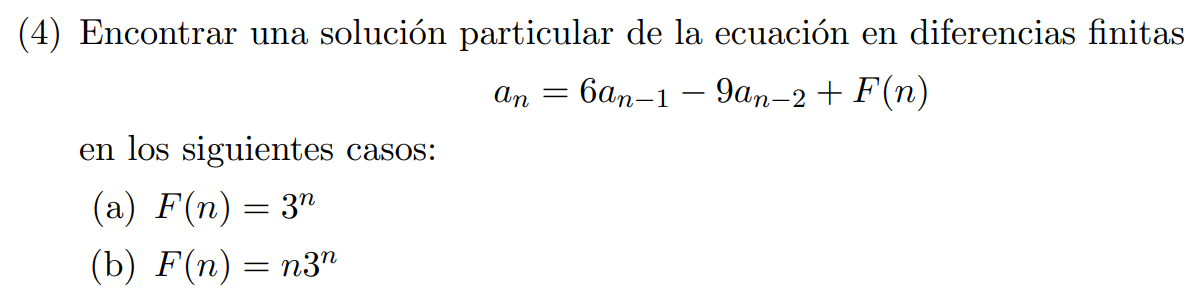 (4) Encontrar una solución particular de la ecuación en diferencias finitas
aₙ = 6aₙ₋₁ − 9aₙ₋₂ + F(n)
en los siguientes casos:
(a) F(n) = 3ⁿ
(b) F(n) = n3ⁿ